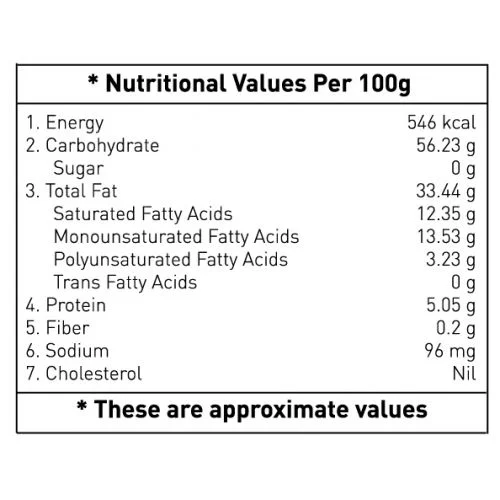 * Nutritional Values Per 100g
1. Energy 546 kcal
2. Carbohydrate 56.23 g
Sugar 0 g
3. Total Fat 33.44 g
Saturated Fatty Acids 12.35 g
Monounsaturated Fatty Acids 13.53 g
Polyunsaturated Fatty Acids 3.23 g
Trans Fatty Acids 0 g
4. Protein 5.05 g
5. Fiber 0.2 g
6. Sodium 96 mg
7. Cholesterol Nil
* These are approximate values